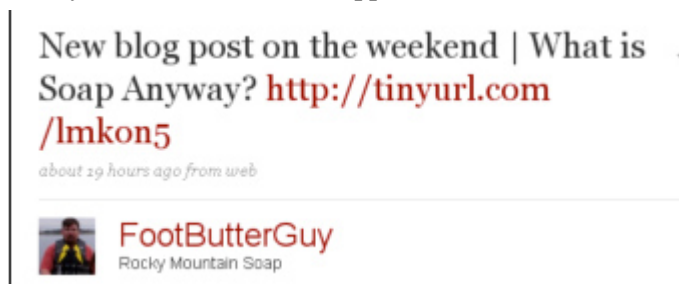 New blog post on the weekend | What is
Soap Anyway? http://tinyurl.com
/lmkon5
about 19 hours ago from web
FootButterGuy
Rocky Mountain Soap